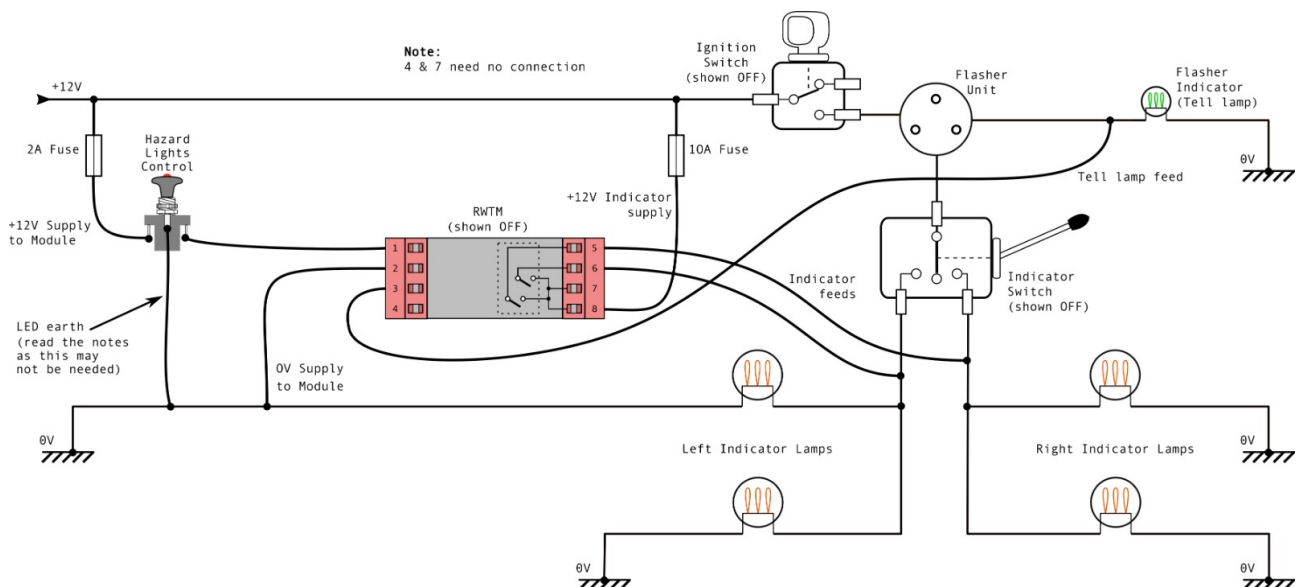 Note:
4 & 7 need no connection
Ignition
Switch
(shown OFF)
Flasher
Unit
Flasher
Indicator
(Tell lamp)
+12V
2A Fuse
Hazard
Lights
Control
10A Fuse
0V
Tell lamp feed
+12V Supply
to Module
RWTM
(shown OFF)
+12V Indicator
supply
1
2
3
4
5
6
7
8
Indicator
feeds
Indicator
Switch
(shown OFF)
LED earth
(read the notes
as this may
not be needed)
0V Supply
to Module
0V
0V
Left Indicator Lamps
Right Indicator Lamps
0V
0V